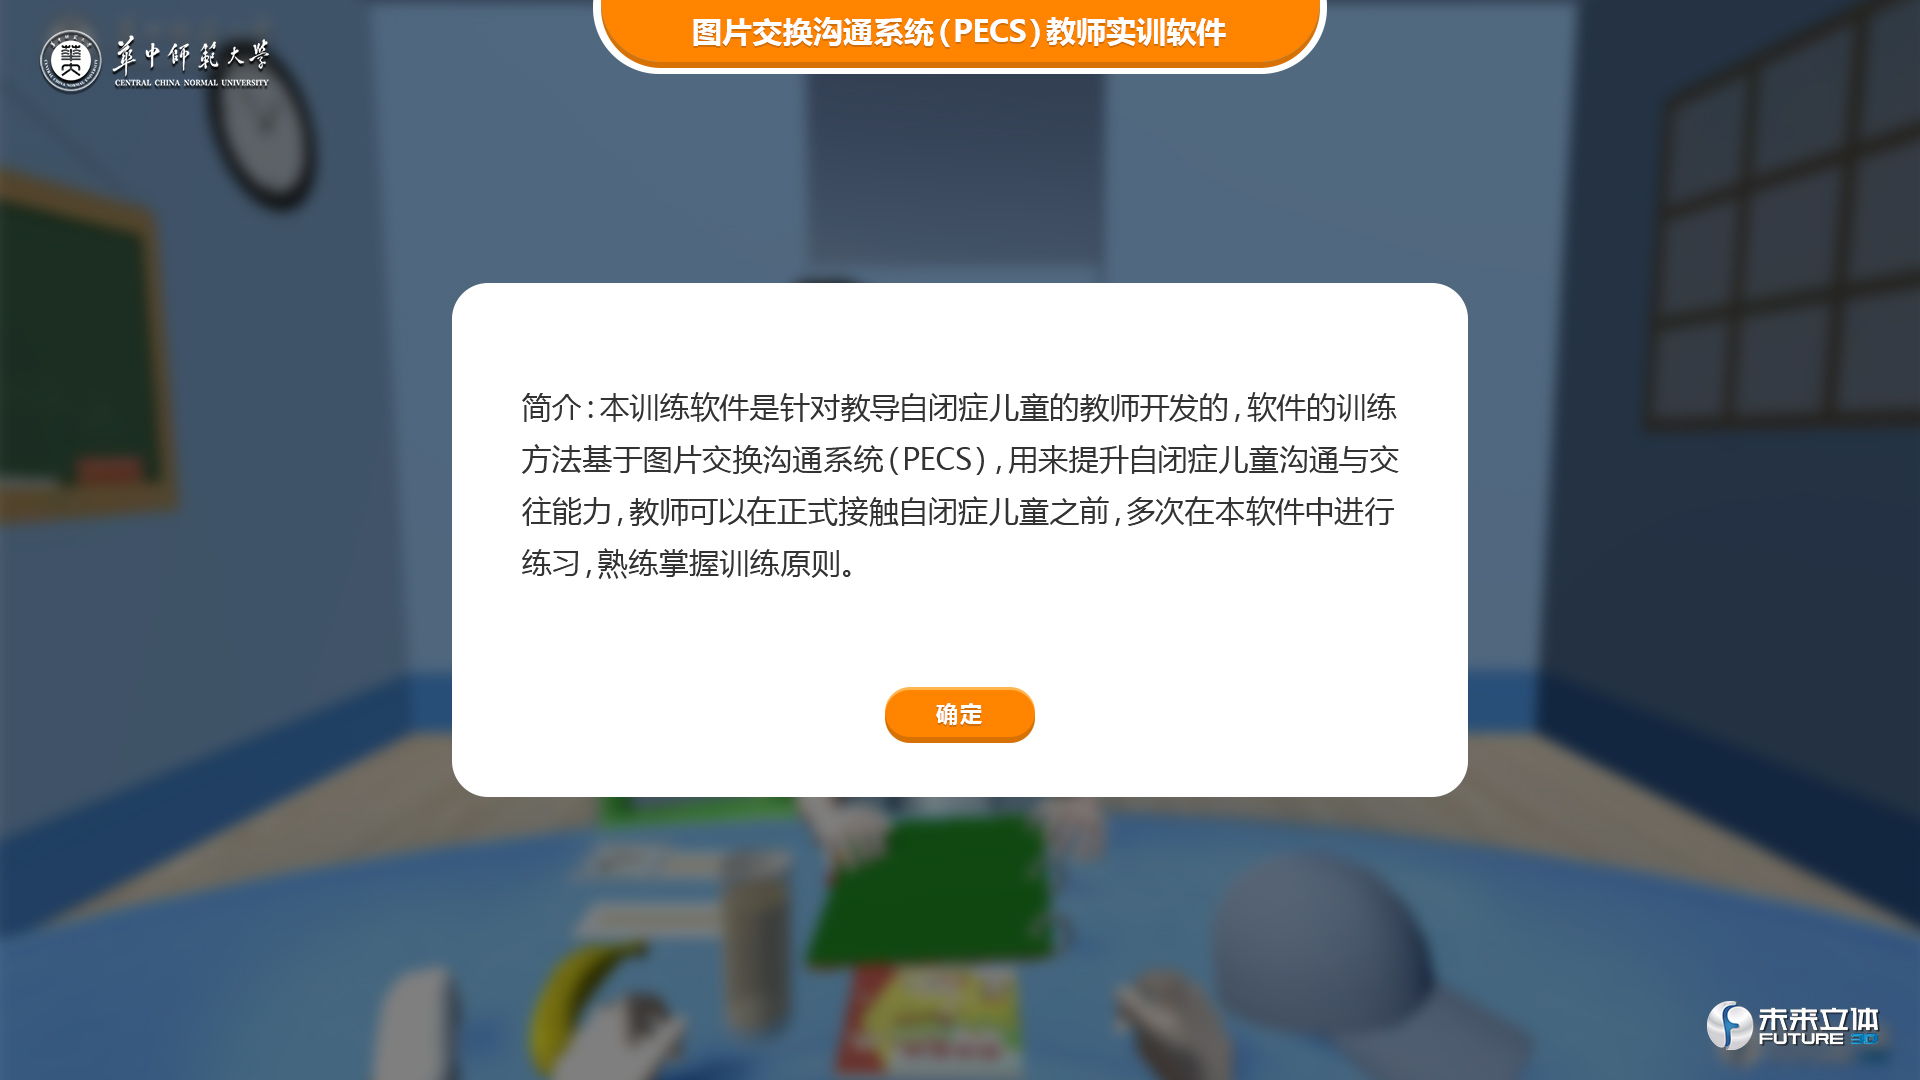 图片交换沟通系统(PECS)教师实训软件
華中師範大學
CENTRAL CHINA NORMAL UNIVERSITY
简介:本训练软件是针对教导自闭症儿童的教师开发的,软件的训练
方法基于图片交换沟通系统(PECS),用来提升自闭症儿童沟通与交
往能力,教师可以在正式接触自闭症儿童之前,多次在本软件中进行
练习,熟练掌握训练原则。
确定
未来立体
FUTURE 3D